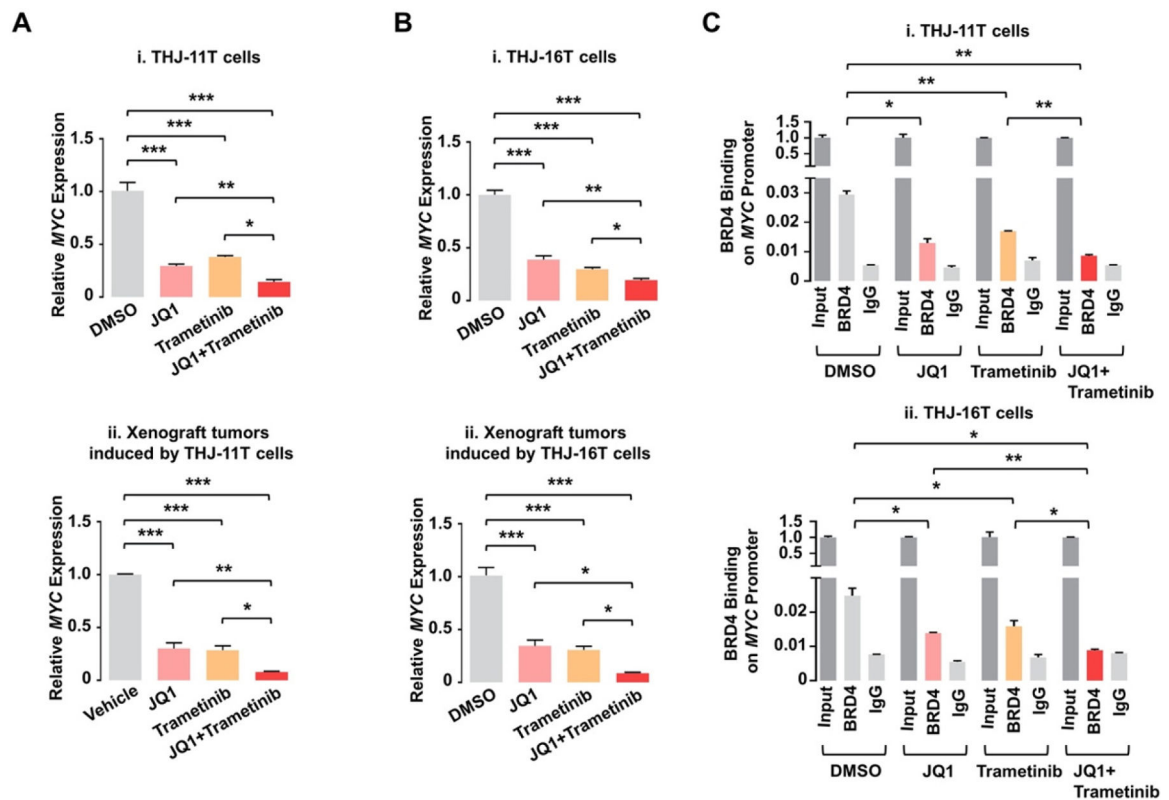 A
i. THJ-11T cells
Relative MYC Expression
1.5
1.0
0.5
0
***
***
***
**
*
DMSO
JQ1
Trametinib
JQ1+Trametinib
ii. Xenograft tumors
induced by THJ-11T cells
Relative MYC Expression
1.5
1.0
0.5
0
***
***
***
**
*
Vehicle
JQ1
Trametinib
JQ1+Trametinib
B
i. THJ-16T cells
Relative MYC Expression
1.5
1.0
0.5
0
***
***
***
**
*
DMSO
JQ1
Trametinib
JQ1+Trametinib
ii. Xenograft tumors
induced by THJ-16T cells
Relative MYC Expression
1.5
1.0
0.5
0
***
***
***
*
*
DMSO
JQ1
Trametinib
JQ1+Trametinib
C
i. THJ-11T cells
**
**
*
**
BRD4 Binding
on MYC Promoter
1.5
1.0
0.5
0.03
0.02
0.01
0
Input
BRD4
IgG
Input
BRD4
IgG
Input
BRD4
IgG
Input
BRD4
IgG
DMSO
JQ1
Trametinib
JQ1+
Trametinib
ii. THJ-16T cells
*
**
*
*
*
BRD4 Binding
on MYC Promoter
1.5
1.0
0.5
0.02
0.01
0
Input
BRD4
IgG
Input
BRD4
IgG
Input
BRD4
IgG
Input
BRD4
IgG
DMSO
JQ1
Trametinib
JQ1+
Trametinib